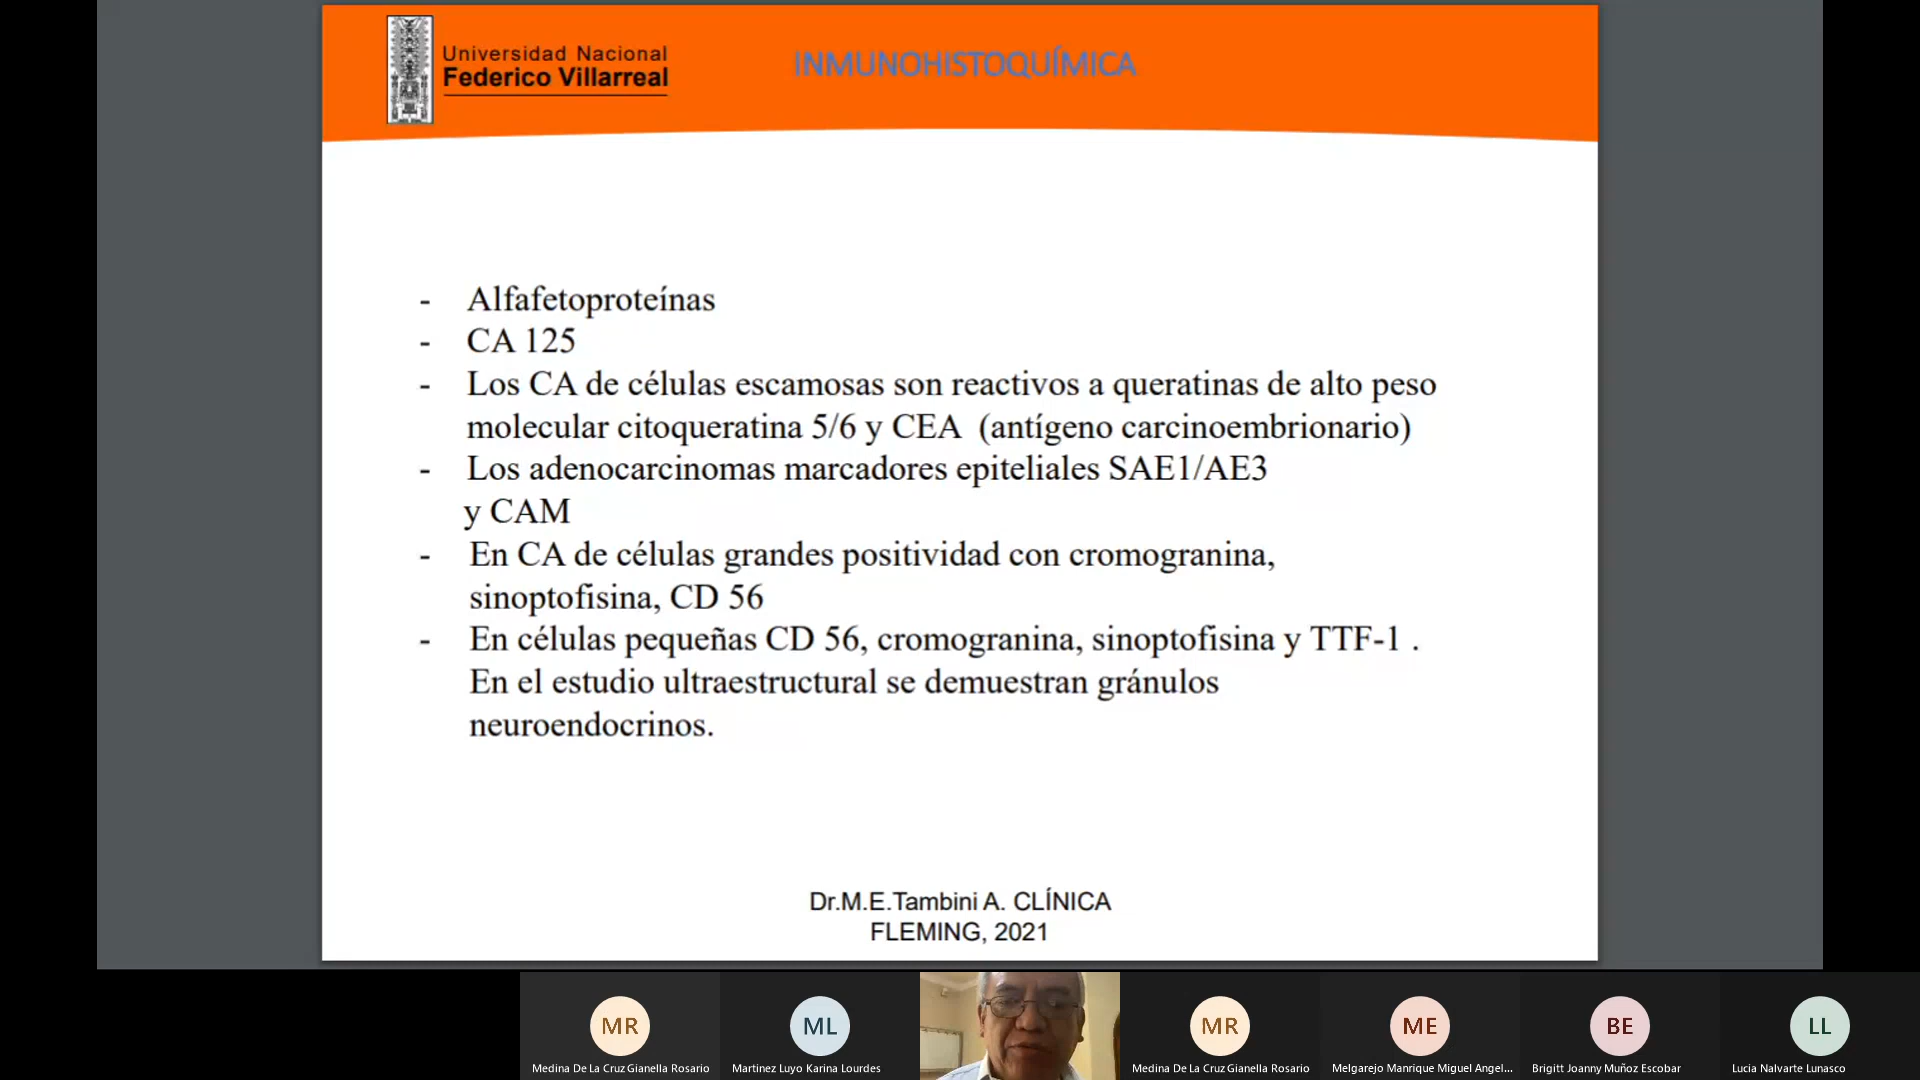 Universidad Nacional
Federico Villarreal
INMUNOHISTOQUÍMICA
- Alfafetoproteínas
- CA 125
- Los CA de células escamosas son reactivos a queratinas de alto peso
molecular citoqueratina 5/6 y CEA (antígeno carcinoembrionario)
- Los adenocarcinomas marcadores epiteliales SAE1/AE3
y CAM
- En CA de células grandes positividad con cromogranina,
sinoptofisina, CD 56
- En células pequeñas CD 56, cromogranina, sinoptofisina y TTF-1 .
En el estudio ultraestructural se demuestran gránulos
neuroendocrinos.
Dr.M.E.Tambini A. CLÍNICA
FLEMING, 2021
MR
ML
MR
ME
BE
LL
Medina De La Cruz Gianella Rosario
Martinez Luyo Karina Lourdes
Medina De La Cruz Gianella Rosario
Melgarejo Manrique Miguel Angel...
Brigitt Joanny Muñoz Escobar
Lucia Nalvarte Lunasco